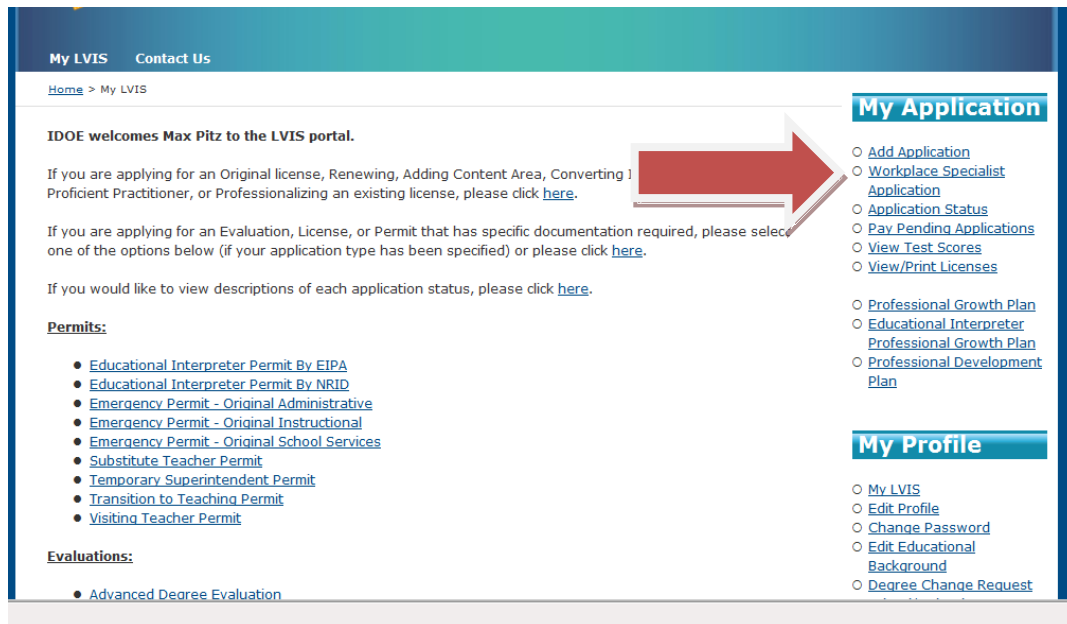 My LVIS Contact Us
Home > My LVIS
IDOE welcomes Max Pitz to the LVIS portal.
If you are applying for an Original license, Renewing, Adding Content Area, Converting
Proficient Practitioner, or Professionalizing an existing license, please click here.
If you are applying for an Evaluation, License, or Permit that has specific documentation required, please select
one of the options below (if your application type has been specified) or please click here.
If you would like to view descriptions of each application status, please click here.
Permits:
Educational Interpreter Permit By EIPA
Educational Interpreter Permit By NRID
Emergency Permit - Original Administrative
Emergency Permit - Original Instructional
Emergency Permit - Original School Services
Substitute Teacher Permit
Temporary Superintendent Permit
Transition to Teaching Permit
Visiting Teacher Permit
Evaluations:
Advanced Degree Evaluation
My Application
Add Application
Workplace Specialist
Application
Application Status
Pay Pending Applications
View Test Scores
View/Print Licenses
Professional Growth Plan
Educational Interpreter
Professional Growth Plan
Professional Development
Plan
My Profile
My LVIS
Edit Profile
Change Password
Edit Educational
Background
Degree Change Request